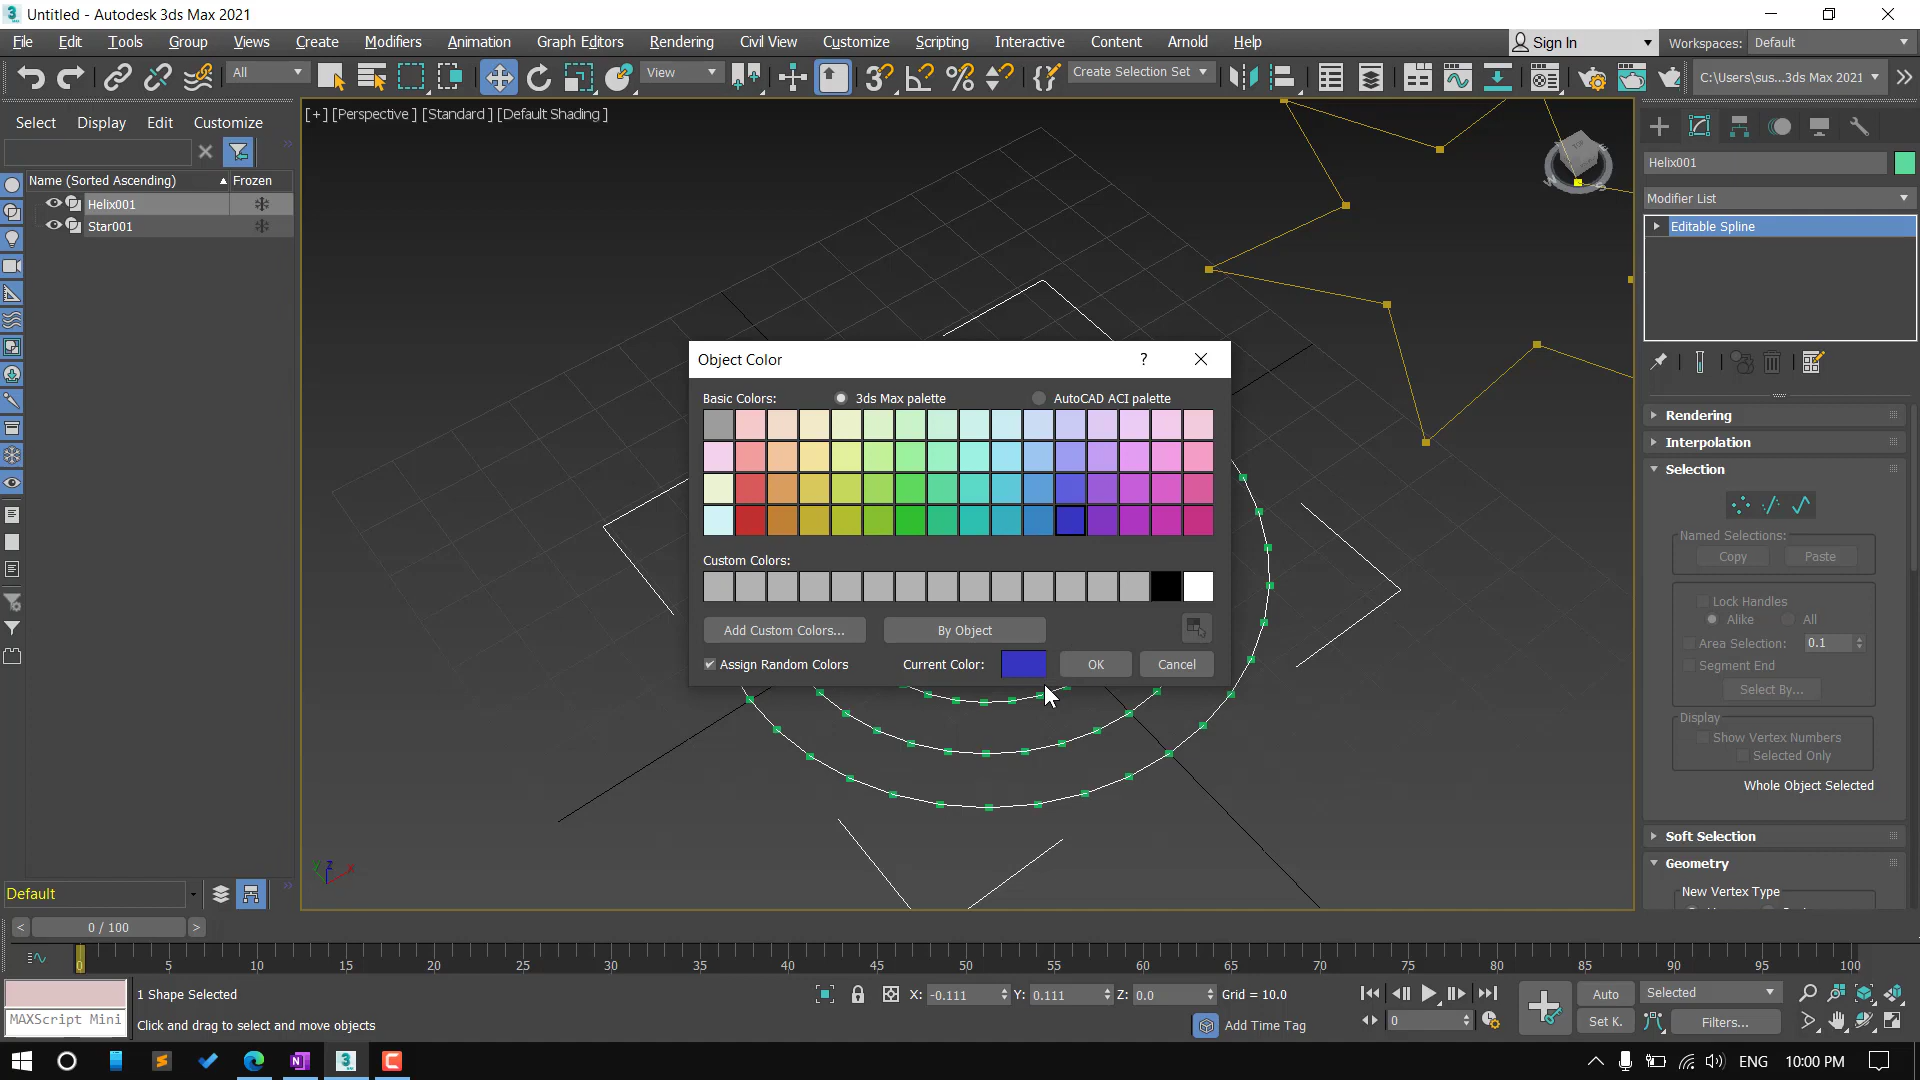 Untitled - Autodesk 3ds Max 2021
File Edit Tools Group Views Create Modifiers Animation Graph Editors Rendering Civil View Customize Scripting Interactive Content Arnold Help
Sign In
Workspaces: Default
All
View
Create Selection Set
C:\Users\sus...3ds Max 2021
Select Display Edit Customize
Name (Sorted Ascending) Frozen
Helix001
Star001
[+] [Perspective] [Standard] [Default Shading]
Helix001
Modifier List
Editable Spline
Object Color
?
Basic Colors: 3ds Max palette AutoCAD ACI palette
Custom Colors:
Add Custom Colors... By Object
Assign Random Colors Current Color: OK Cancel
Rendering
Interpolation
Selection
Named Selections:
Copy Paste
Lock Handles
Alike All
Area Selection: 0.1
Segment End
Select By...
Display
Show Vertex Numbers
Selected Only
Whole Object Selected
Soft Selection
Geometry
New Vertex Type
Default
< 0 / 100 >
0 5 10 15 20 25 30 35 40 45 50 55 60 65 70 75 80 85 90 95 100
1 Shape Selected
MAXScript Mini
Click and drag to select and move objects
X: -0.111 Y: 0.111 Z: 0.0 Grid = 10.0
Add Time Tag
0
Auto Selected
Set K. Filters...
ENG 10:00 PM